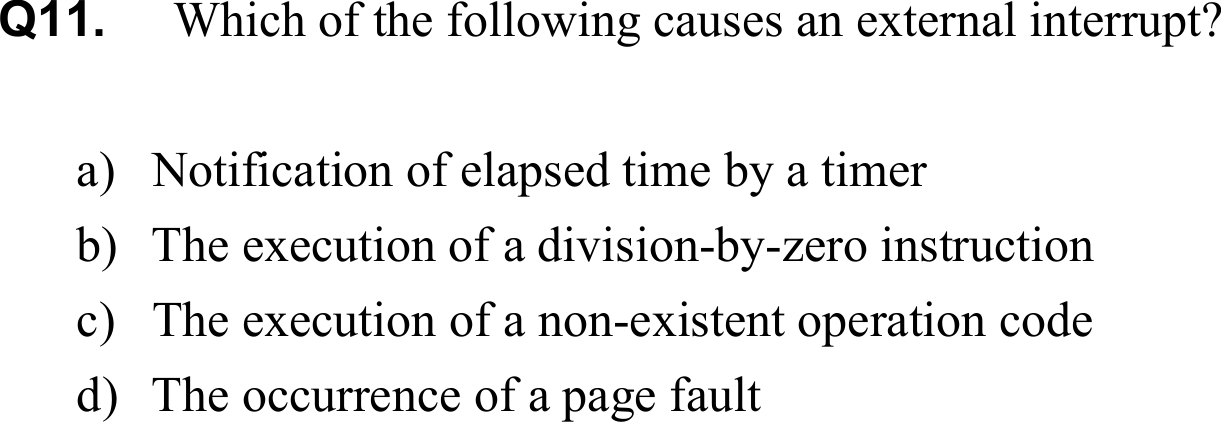 Q11. Which of the following causes an external interrupt?
a) Notification of elapsed time by a timer
b) The execution of a division-by-zero instruction
c) The execution of a non-existent operation code
d) The occurrence of a page fault